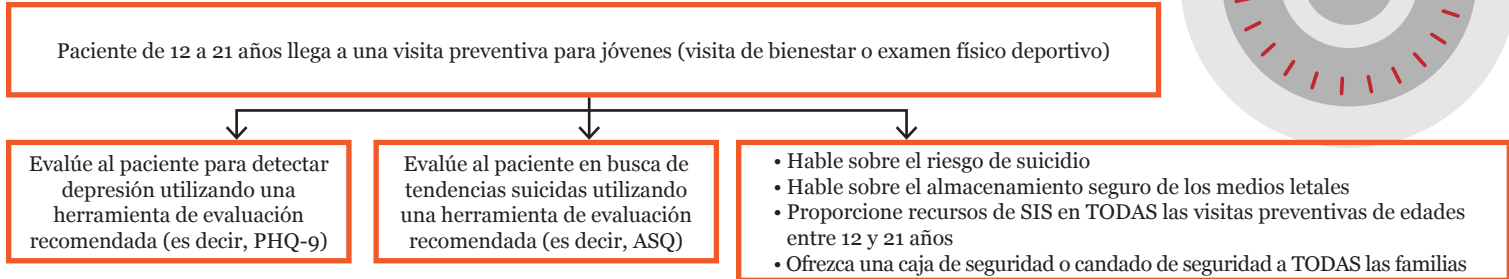 Paciente de 12 a 21 años llega a una visita preventiva para jóvenes (visita de bienestar o examen físico deportivo)
Evalúe al paciente para detectar
depresión utilizando una
herramienta de evaluación
recomendada (es decir, PHQ-9)
Evalúe al paciente en busca de
tendencias suicidas utilizando
una herramienta de evaluación
recomendada (es decir, ASQ)
• Hable sobre el riesgo de suicidio
• Hable sobre el almacenamiento seguro de los medios letales
• Proporcione recursos de SIS en TODAS las visitas preventivas de edades
entre 12 y 21 años
• Ofrezca una caja de seguridad o candado de seguridad a TODAS las familias